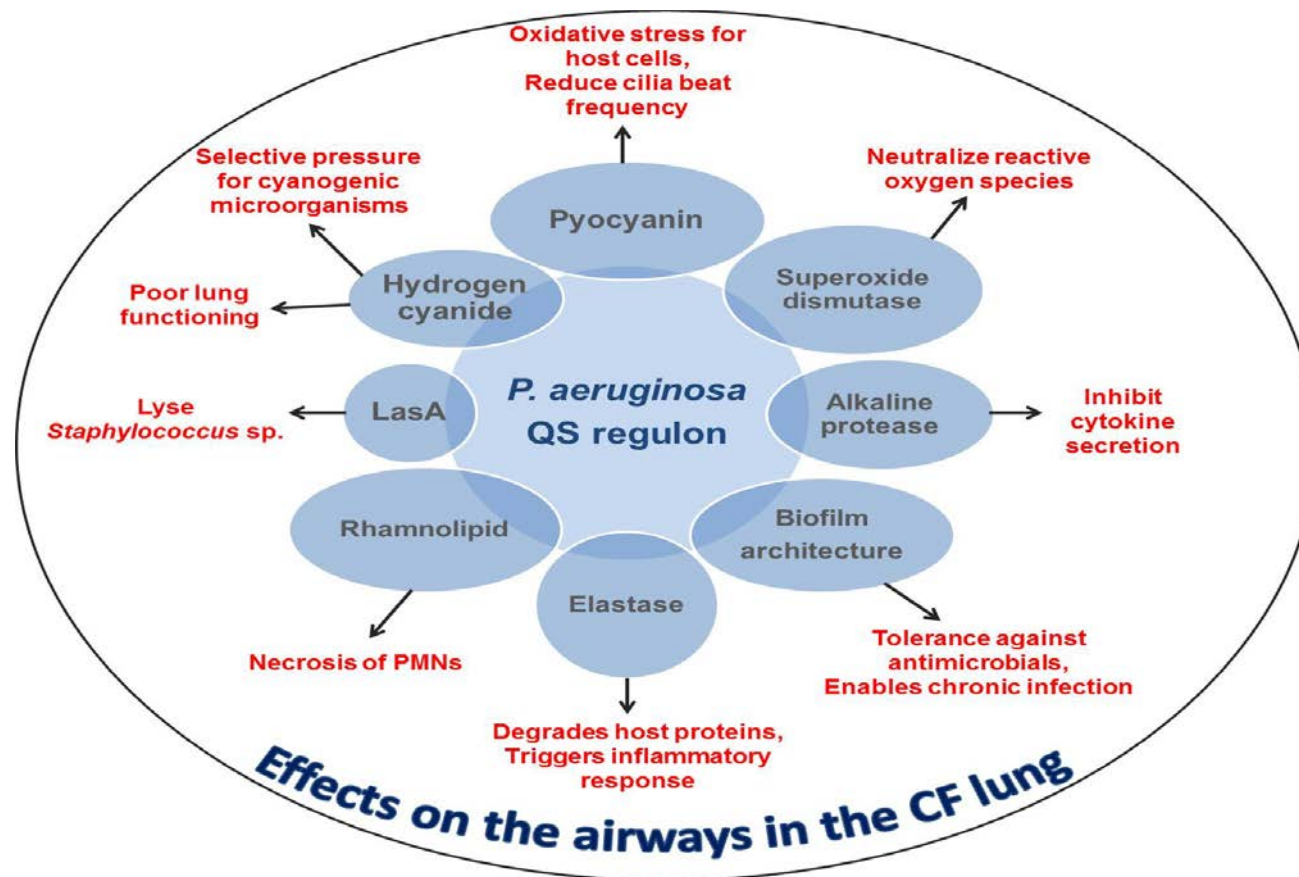 Oxidative stress for
host cells,
Reduce cilia beat
frequency
Selective pressure
for cyanogenic
microorganisms
Neutralize reactive
oxygen species
Pyocyanin
Superoxide
dismutase
Hydrogen
cyanide
Poor lung
functioning
P. aeruginosa
QS regulon
LasA
Lyse
Staphylococcus sp.
Alkaline
protease
Inhibit
cytokine
secretion
Rhamnolipid
Biofilm
architecture
Elastase
Necrosis of PMNs
Tolerance against
antimicrobials,
Enables chronic infection
Degrades host proteins,
Triggers inflammatory
response
Effects on the airways in the CF lung